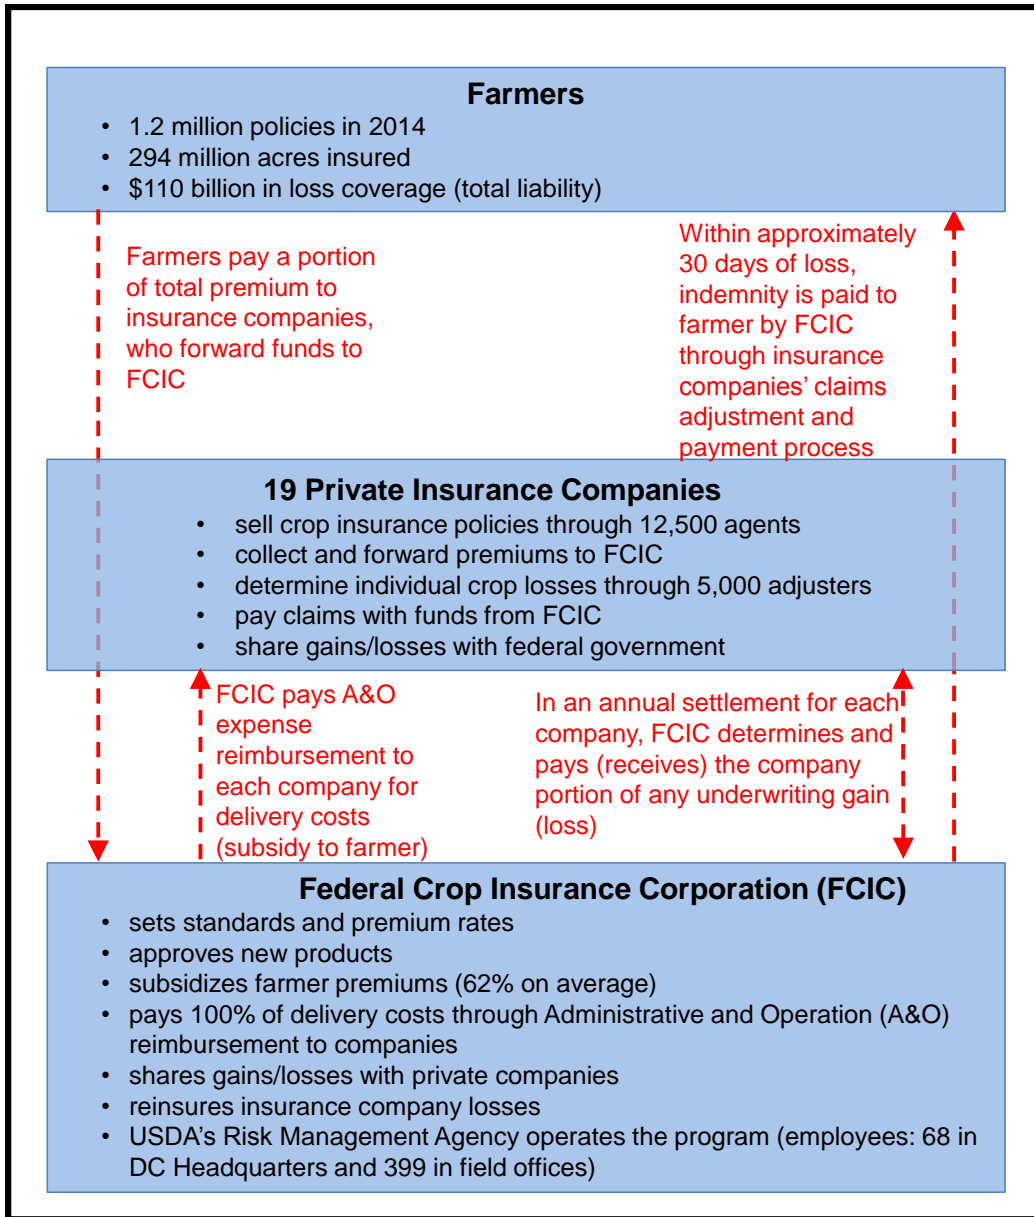 Farmers
• 1.2 million policies in 2014
• 294 million acres insured
• $110 billion in loss coverage (total liability)
Farmers pay a portion
of total premium to
insurance companies,
who forward funds to
FCIC
Within approximately
30 days of loss,
indemnity is paid to
farmer by FCIC
through insurance
companies’ claims
adjustment and
payment process
19 Private Insurance Companies
• sell crop insurance policies through 12,500 agents
• collect and forward premiums to FCIC
• determine individual crop losses through 5,000 adjusters
• pay claims with funds from FCIC
• share gains/losses with federal government
FCIC pays A&O
expense
reimbursement to
each company for
delivery costs
(subsidy to farmer)
In an annual settlement for each
company, FCIC determines and
pays (receives) the company
portion of any underwriting gain
(loss)
Federal Crop Insurance Corporation (FCIC)
• sets standards and premium rates
• approves new products
• subsidizes farmer premiums (62% on average)
• pays 100% of delivery costs through Administrative and Operation (A&O)
reimbursement to companies
• shares gains/losses with private companies
• reinsures insurance company losses
• USDA’s Risk Management Agency operates the program (employees: 68 in
DC Headquarters and 399 in field offices)